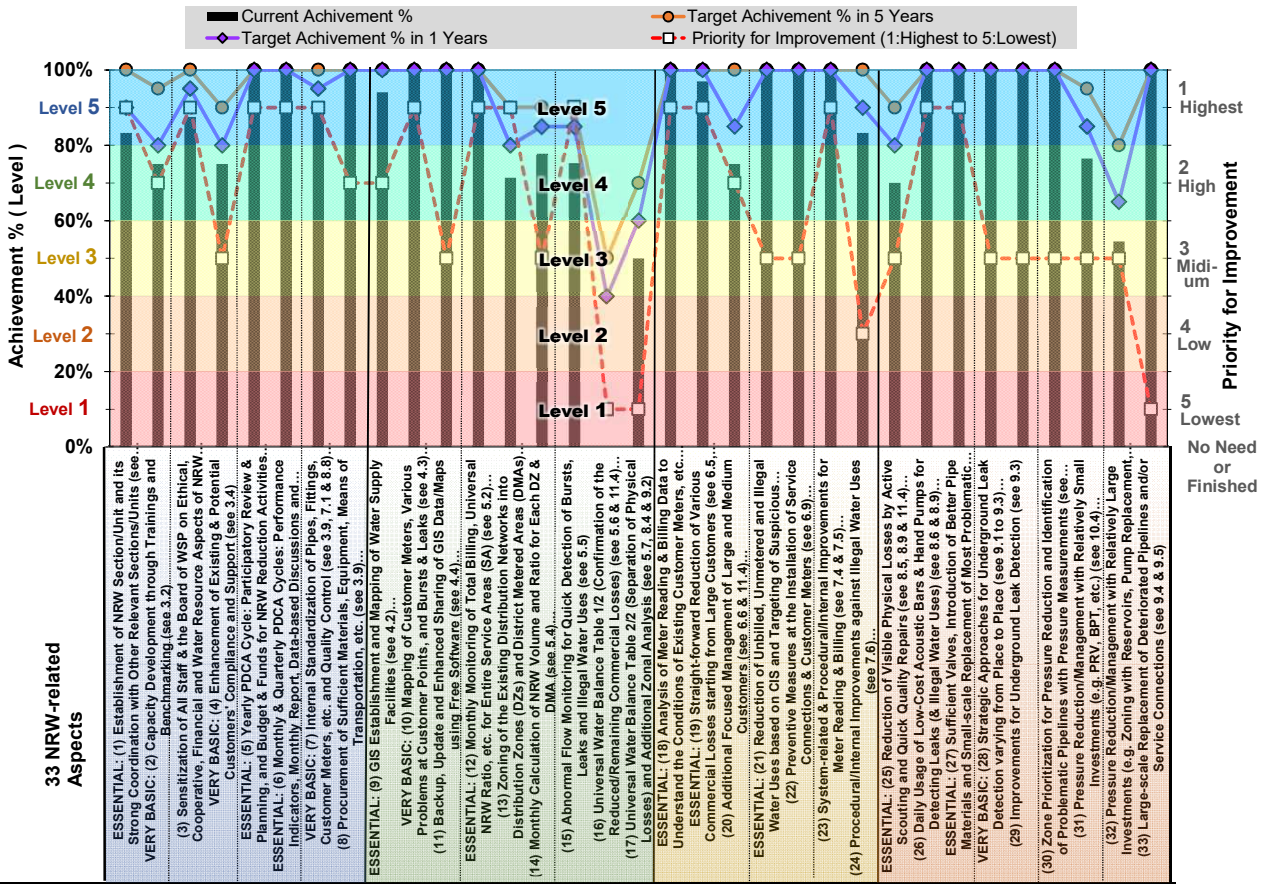 Current Achivement %
Target Achivement % in 5 Years
Target Achivement % in 1 Years
Priority for Improvement (1:Highest to 5:Lowest)
Achievement % ( Level )
100%
Level 5
80%
Level 4
60%
Level 3
40%
Level 2
20%
Level 1
0%
Level 5
Level 4
Level 3
Level 2
Level 1
1
Highest
2
High
3
Midi-
um
4
Low
5
Lowest
No Need
or
Finished
Priority for Improvement
33 NRW-related
Aspects
ESSENTIAL: (1) Establishment of NRW Section/Unit and its
Strong Coordination with Other Relevant Sections/Units (see…
VERY BASIC: (2) Capacity Development through Trainings and
Benchmarking (see 3.2)
(3) Sensitization of All Staff & the Board of WSP on Ethical,
Cooperative, Financial and Water Resource Aspects of NRW…
VERY BASIC: (4) Enhancement of Existing & Potential
Customers' Compliance and Support (see 3.4)
ESSENTIAL: (5) Yearly PDCA Cycle: Participatory Review &
Planning, and Budget & Funds for NRW Reduction Activities…
ESSENTIAL: (6) Monthly & Quarterly PDCA Cycles: Performance
Indicators, Monthly Report, Data-based Discussions and…
VERY BASIC: (7) Internal Standardization of Pipes, Fittings,
Customer Meters, etc. and Quality Control (see 3.9, 7.1 & 8.8)…
(8) Procurement of Sufficient Materials, Equipment, Means of
Transportation, etc. (see 3.9)…
ESSENTIAL: (9) GIS Establishment and Mapping of Water Supply
Facilities (see 4.2)…
VERY BASIC: (10) Mapping of Customer Meters, Various
Problems at Customer Points, and Bursts & Leaks (see 4.3)…
(11) Backup, Update and Enhanced Sharing of GIS Data/Maps
using Free Software (see 4.4)…
ESSENTIAL: (12) Monthly Monitoring of Total Billing, Universal
NRW Ratio, etc. for Entire Service Areas (SA) (see 5.2)…
(13) Zoning of the Existing Distribution Networks into
Distribution Zones (DZs) and District Metered Areas (DMAs)…
(14) Monthly Calculation of NRW Volume and Ratio for Each DZ &
DMA (see 5.4)…
(15) Abnormal Flow Monitoring for Quick Detection of Bursts,
Leaks and Illegal Water Uses (see 5.5)
(16) Universal Water Balance Table 1/2 (Confirmation of the
Reduced/Remaining Commercial Losses) (see 5.6 & 11.4)…
(17) Universal Water Balance Table 2/2 (Separation of Physical
Losses) and Additional Zonal Analysis (see 5.7, 8.4 & 9.2)
ESSENTIAL: (18) Analysis of Meter Reading & Billing Data to
Understand the Conditions of Existing Customer Meters, etc…
ESSENTIAL: (19) Straight-forward Reduction of Various
Commercial Losses starting from Large Customers (see 6.5,…
(20) Additional Focused Management of Large and Medium
Customers (see 6.6 & 11.4)…
ESSENTIAL: (21) Reduction of Unbilled, Unmetered and Illegal
Water Uses based on CIS and Targeting of Suspicious…
(22) Preventive Measures at the Installation of Service
Connections & Customer Meters (see 6.9)…
(23) System-related & Procedural/Internal Improvements for
Meter Reading & Billing (see 7.4 & 7.5)…
(24) Procedural/Internal Improvements against Illegal Water Uses
(see 7.6)…
ESSENTIAL: (25) Reduction of Visible Physical Losses by Active
Scouting and Quick Quality Repairs (see 8.5, 8.9 & 11.4)…
(26) Daily Usage of Low-Cost Acoustic Bars & Hand Pumps for
Detecting Leaks (& Illegal Water Uses) (see 8.6 & 8.9)…
ESSENTIAL: (27) Sufficient Valves, Introduction of Better Pipe
Materials and Small-scale Replacement of Most Problematic…
VERY BASIC: (28) Strategic Approaches for Underground Leak
Detection varying from Place to Place (see 9.1 to 9.3)…
(29) Improvements for Underground Leak Detection (see 9.3)
(30) Zone Prioritization for Pressure Reduction and Identification
of Problematic Pipelines with Pressure Measurements (see…
(31) Pressure Reduction/Management with Relatively Small
Investments (e.g. PRV, BPT, etc.) (see 10.4)…
(32) Pressure Reduction/Management with Relatively Large
Investments (e.g. Zoning with Reservoirs, Pump Replacement,…
(33) Large-scale Replacement of Deteriorated Pipelines and/or
Service Connections (see 9.4 & 9.5)